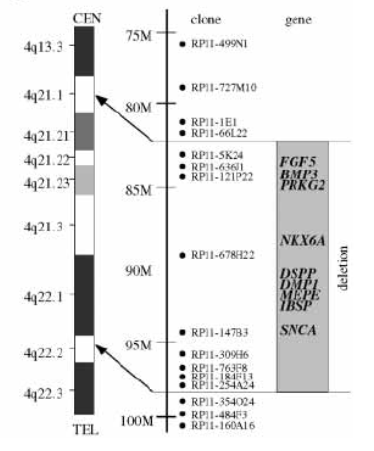 CEN
4q13.3
4q21.1
4q21.21
4q21.22
4q21.23
4q21.3
4q22.1
4q22.2
4q22.3
TEL
75M
80M
85M
90M
95M
100M
clone
RP11-499N1
RP11-727M10
RP11-1E1
RP11-66L22
RP11-5K24
RP11-636J1
RP11-121P22
RP11-678H22
RP11-147B3
RP11-309H6
RP11-763F8
RP11-184F13
RP11-254A24
RP11-354O24
RP11-484F3
RP11-160A16
gene
FGF5
BMP3
PRKG2
NKX6A
DSPP
DMP1
MEPE
IBSP
SNCA
deletion